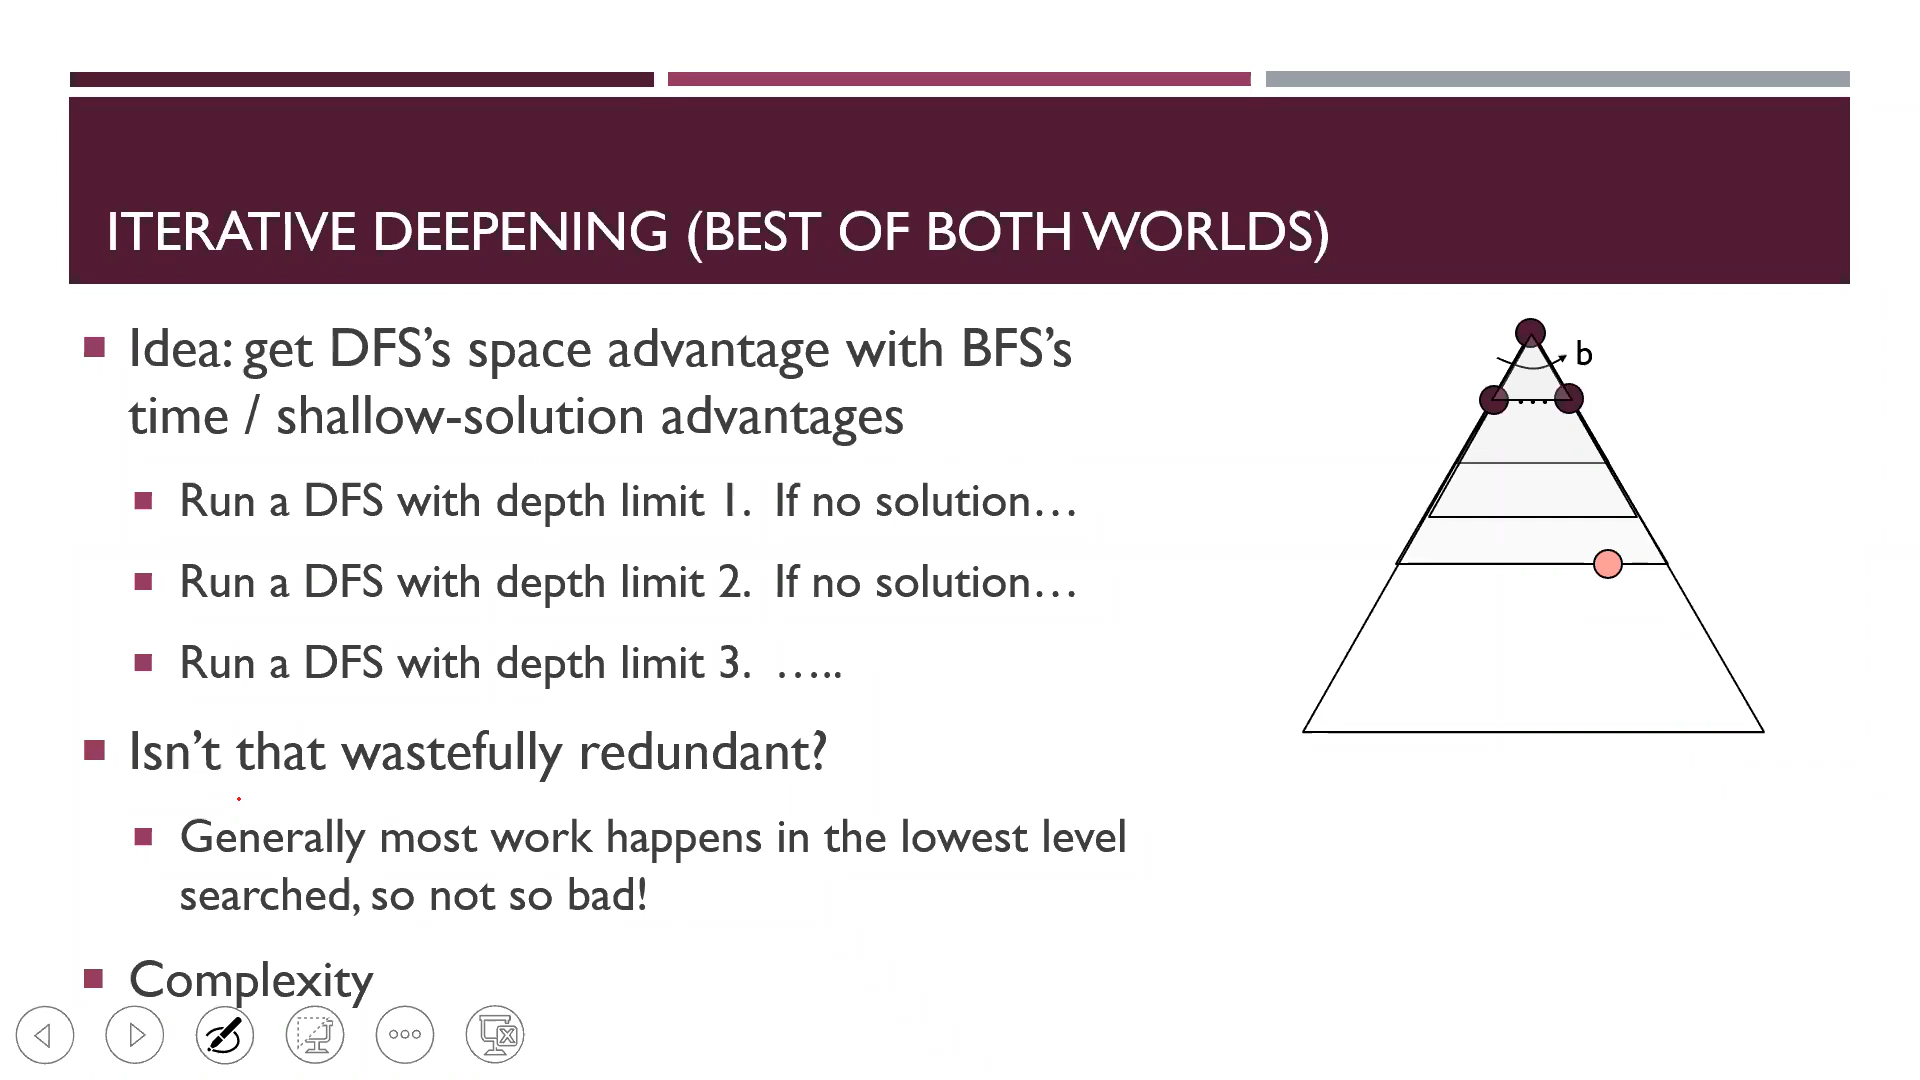 ITERATIVE DEEPENING (BEST OF BOTH WORLDS)
Idea: get DFS’s space advantage with BFS’s
time / shallow-solution advantages
Run a DFS with depth limit 1. If no solution…
Run a DFS with depth limit 2. If no solution…
Run a DFS with depth limit 3. …..
Isn’t that wastefully redundant?
Generally most work happens in the lowest level
searched, so not so bad!
Complexity
b
…